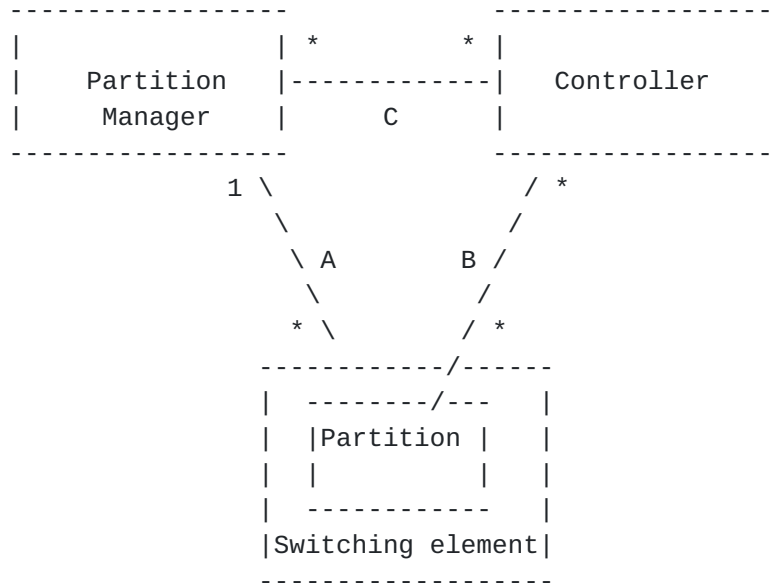 * *
Partition Controller
Manager C
1 *
A B
* *
Partition
Switching element